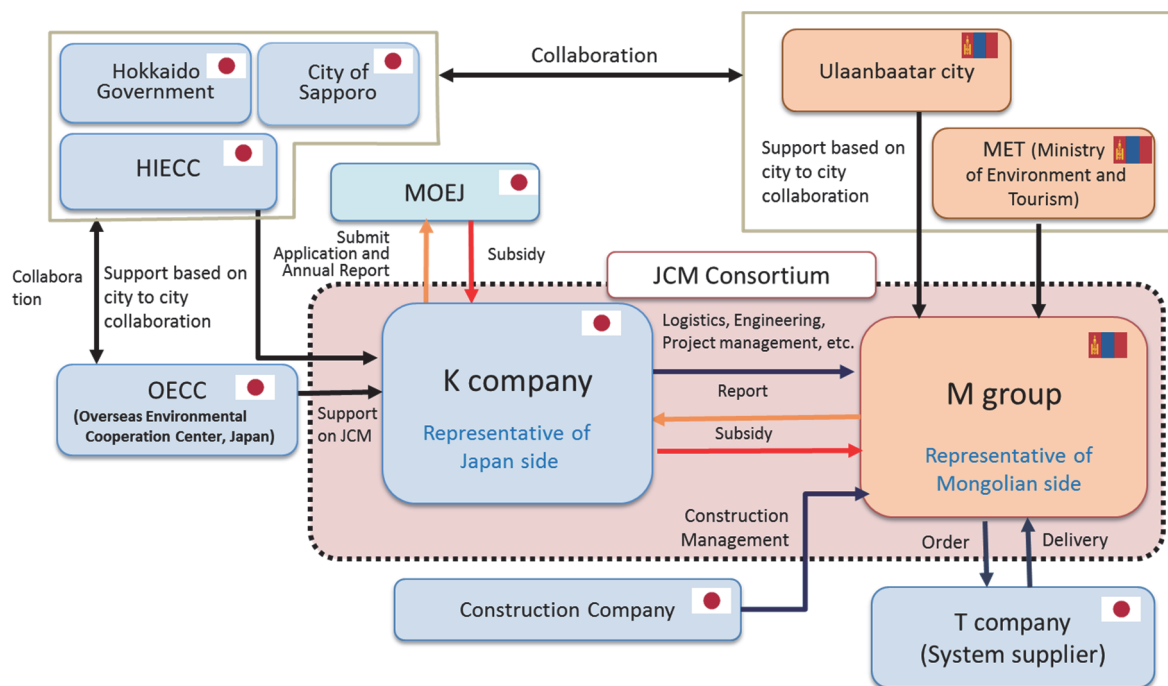 Hokkaido
Government
City of
Sapporo
HIECC
Collaboration
Ulaanbaatar city
Support based on
city to city
collaboration
MET (Ministry
of Environment and
Tourism)
MOEJ
Submit
Application and
Annual Report
Subsidy
Collabora
tion
Support based on
city to city
collaboration
JCM Consortium
OECC
(Overseas Environmental
Cooperation Center, Japan)
Support
on JCM
K company
Representative of
Japan side
Logistics, Engineering,
Project management, etc.
Report
Subsidy
M group
Representative of
Mongolian side
Construction
Management
Order
Delivery
Construction Company
T company
(System supplier)